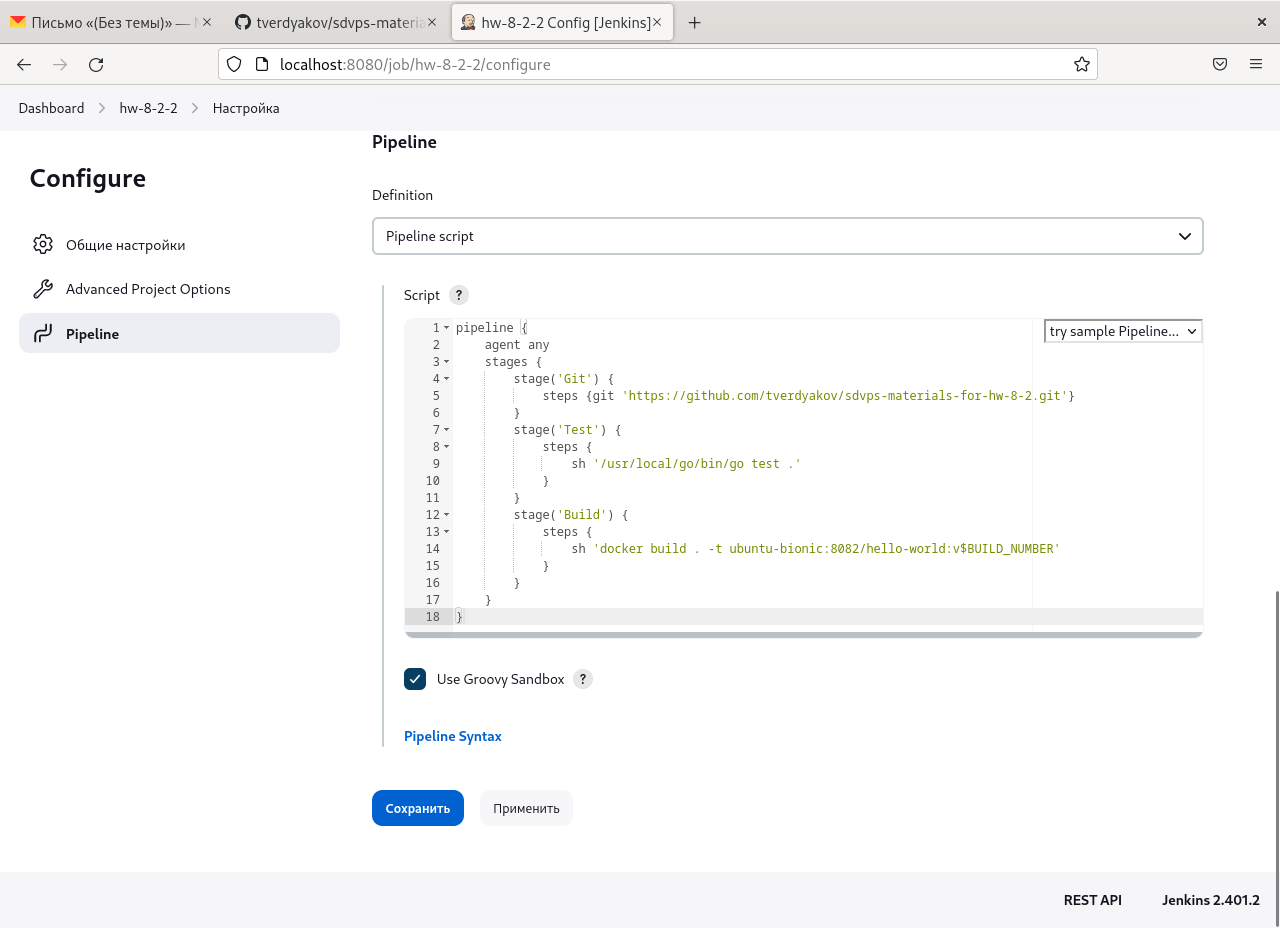 Письмо «(Без темы)» —
tverdyakov/sdvps-materia
hw-8-2-2 Config [Jenkins]
localhost:8080/job/hw-8-2-2/configure
Dashboard > hw-8-2-2 > Настройка
Configure
Общие настройки
Advanced Project Options
Pipeline
Pipeline
Definition
Pipeline script
Script ?
try sample Pipeline...
1 pipeline {
2 agent any
3 stages {
4 stage('Git') {
5 steps {git 'https://github.com/tverdyakov/sdvps-materials-for-hw-8-2.git'}
6 }
7 stage('Test') {
8 steps {
9 sh '/usr/local/go/bin/go test .'
10 }
11 }
12 stage('Build') {
13 steps {
14 sh 'docker build . -t ubuntu-bionic:8082/hello-world:v$BUILD_NUMBER'
15 }
16 }
17 }
18 }
Use Groovy Sandbox ?
Pipeline Syntax
Сохранить
Применить
REST API
Jenkins 2.401.2